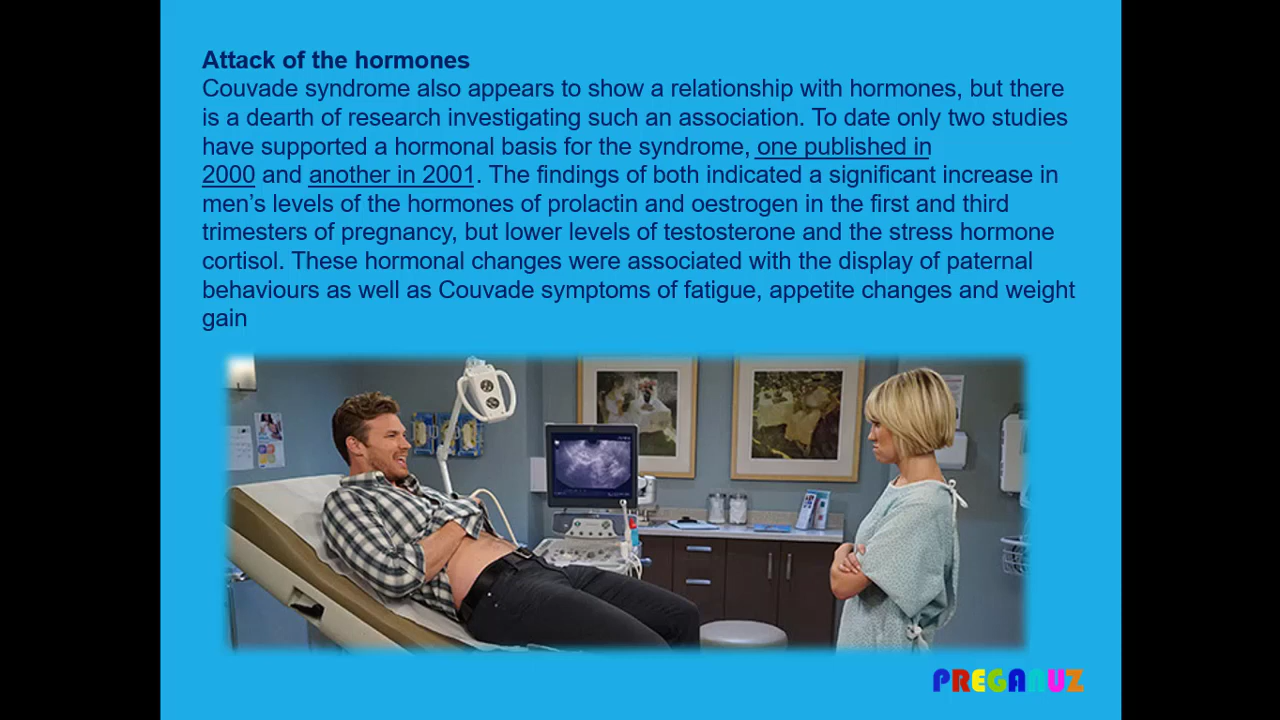 Attack of the hormones
Couvade syndrome also appears to show a relationship with hormones, but there
is a dearth of research investigating such an association. To date only two studies
have supported a hormonal basis for the syndrome, one published in
2000 and another in 2001. The findings of both indicated a significant increase in
men’s levels of the hormones of prolactin and oestrogen in the first and third
trimesters of pregnancy, but lower levels of testosterone and the stress hormone
cortisol. These hormonal changes were associated with the display of paternal
behaviours as well as Couvade symptoms of fatigue, appetite changes and weight
gain
PREGANUZ